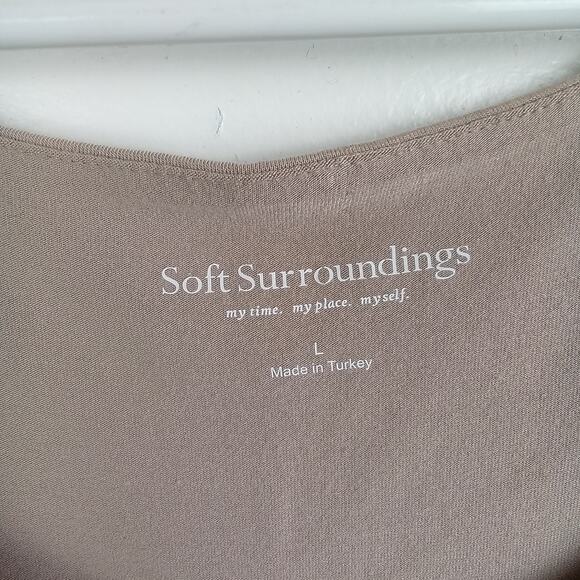 Soft Surroundings
my time. my place. myself.
L
Made in Turkey